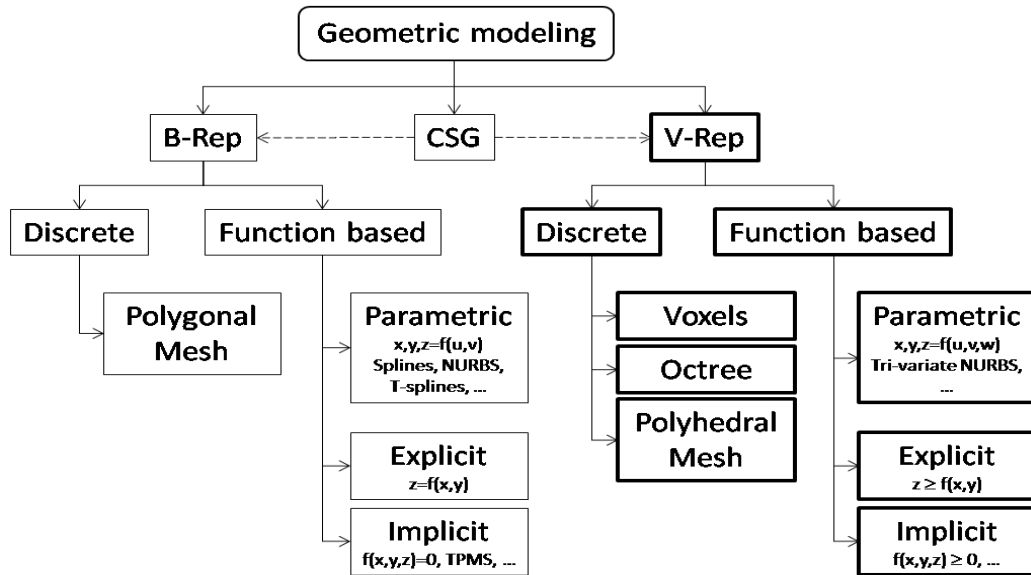 Geometric modeling
B-Rep
CSG
V-Rep
Discrete
Function based
Discrete
Function based
Polygonal
Mesh
Parametric
x,y,z=f(u,v)
Splines, NURBS,
T-splines, ...
Explicit
z=f(x,y)
Implicit
f(x,y,z)=0, TPMS, ...
Voxels
Octree
Polyhedral
Mesh
Parametric
x,y,z=f(u,v,w)
Tri-variate NURBS,
...
Explicit
z ≥ f(x,y)
Implicit
f(x,y,z) ≥ 0, ...